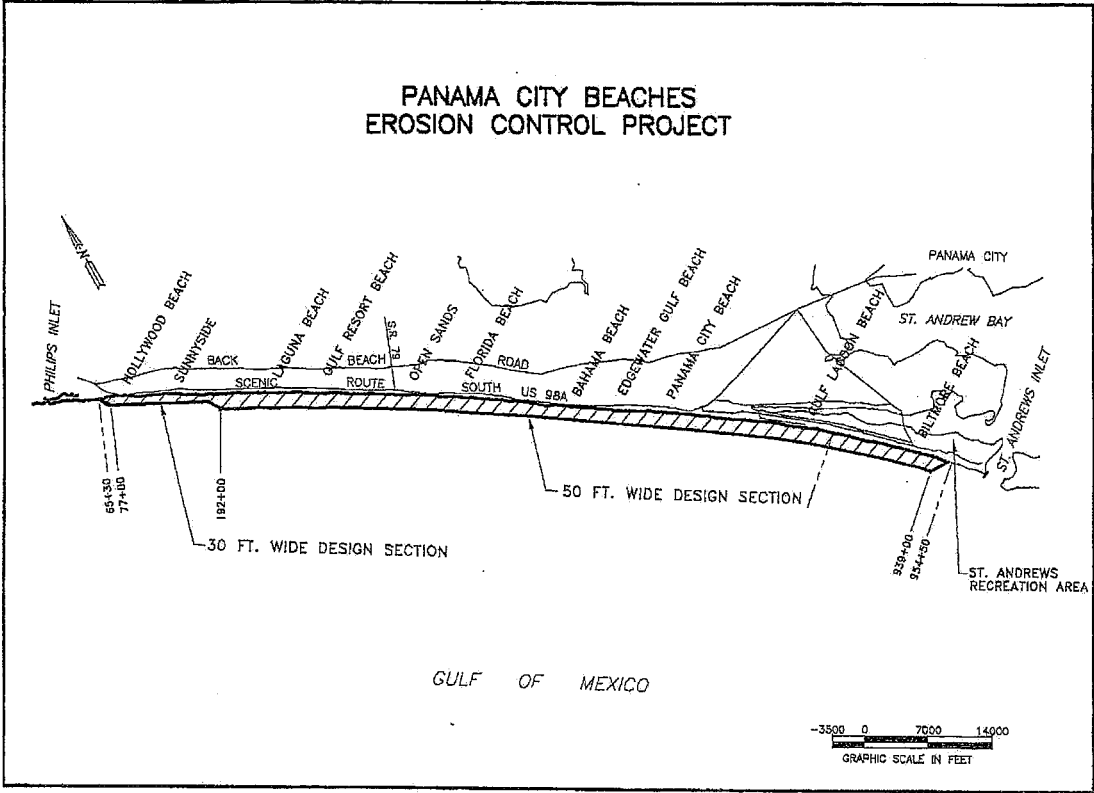 PANAMA CITY BEACHES
EROSION CONTROL PROJECT
N
PHILIPS INLET
HOLLYWOOD BEACH
SUNNYSIDE
LAGUNA BEACH
GULF RESORT BEACH
S.R. 79
OPEN SANDS
FLORIDA BEACH
BAHAMA BEACH
EDGEWATER GULF BEACH
PANAMA CITY BEACH
GULF LAGOON BEACH
BILTMORE BEACH
PANAMA CITY
ST. ANDREW BAY
ST. ANDREWS INLET
BACK BEACH ROAD
SCENIC ROUTE SOUTH US 98A
65+30
77+00
192+00
30 FT. WIDE DESIGN SECTION
50 FT. WIDE DESIGN SECTION
939+00
954+50
ST. ANDREWS
RECREATION AREA
GULF OF MEXICO
-3500 0 7000 14000
GRAPHIC SCALE IN FEET